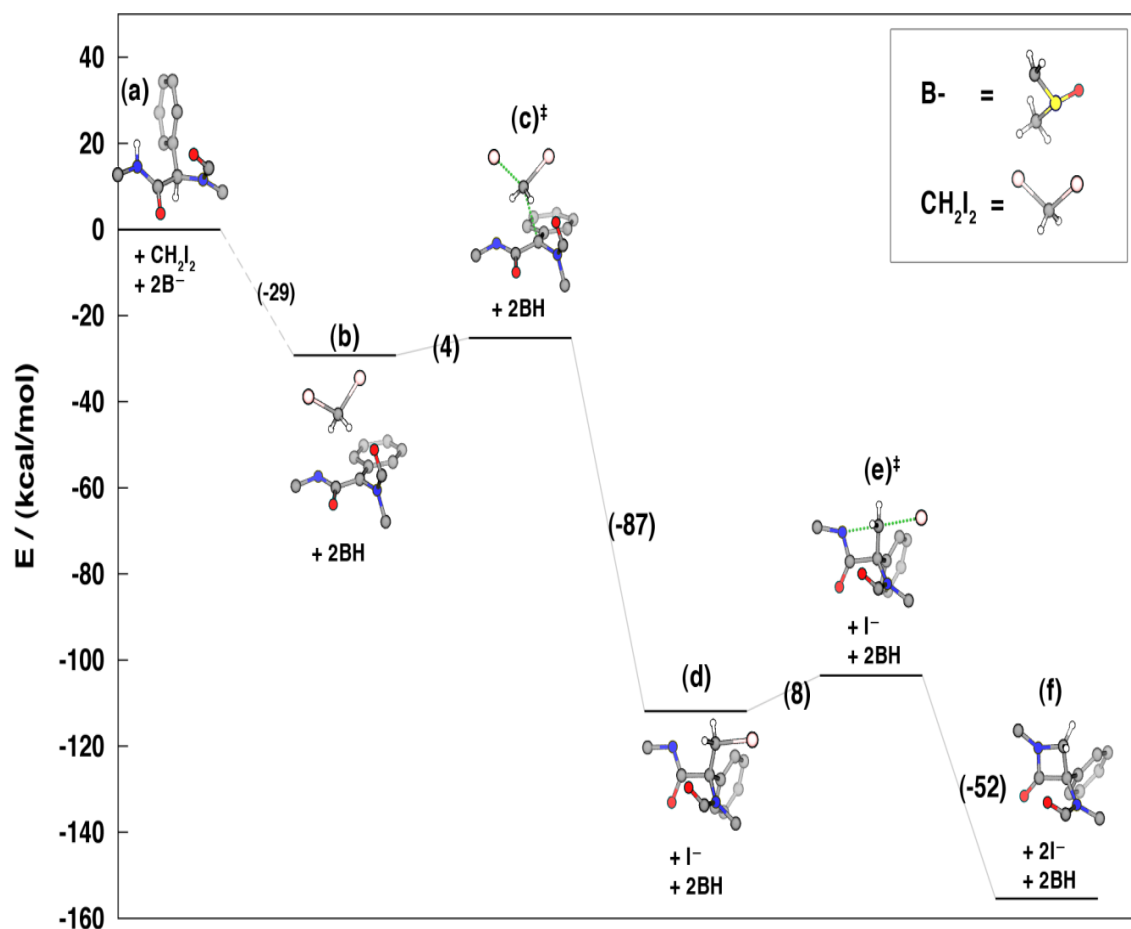 E / (kcal/mol)
40
20
0
-20
-40
-60
-80
-100
-120
-140
-160
(a)
+ CH₂I₂
+ 2B⁻
(-29)
(b)
+ 2BH
(4)
(c)‡
+ 2BH
(-87)
(d)
+ I⁻
+ 2BH
(8)
(e)‡
+ I⁻
+ 2BH
(-52)
(f)
+ 2I⁻
+ 2BH
B- =
CH₂I₂ =